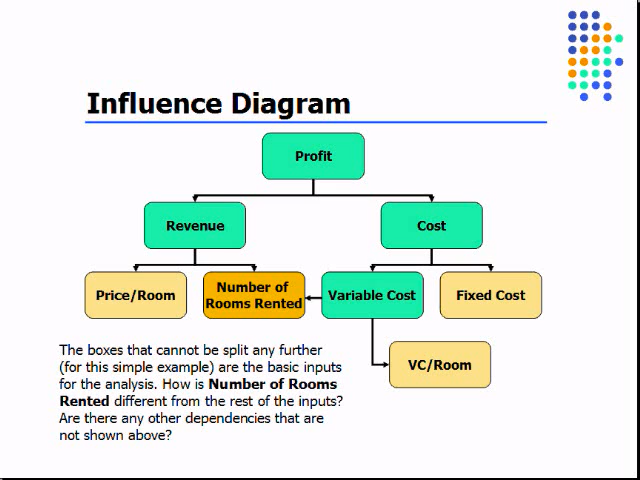 Influence Diagram
Profit
Revenue
Cost
Price/Room
Number of
Rooms Rented
Variable Cost
Fixed Cost
VC/Room
The boxes that cannot be split any further
(for this simple example) are the basic inputs
for the analysis. How is Number of Rooms
Rented different from the rest of the inputs?
Are there any other dependencies that are
not shown above?